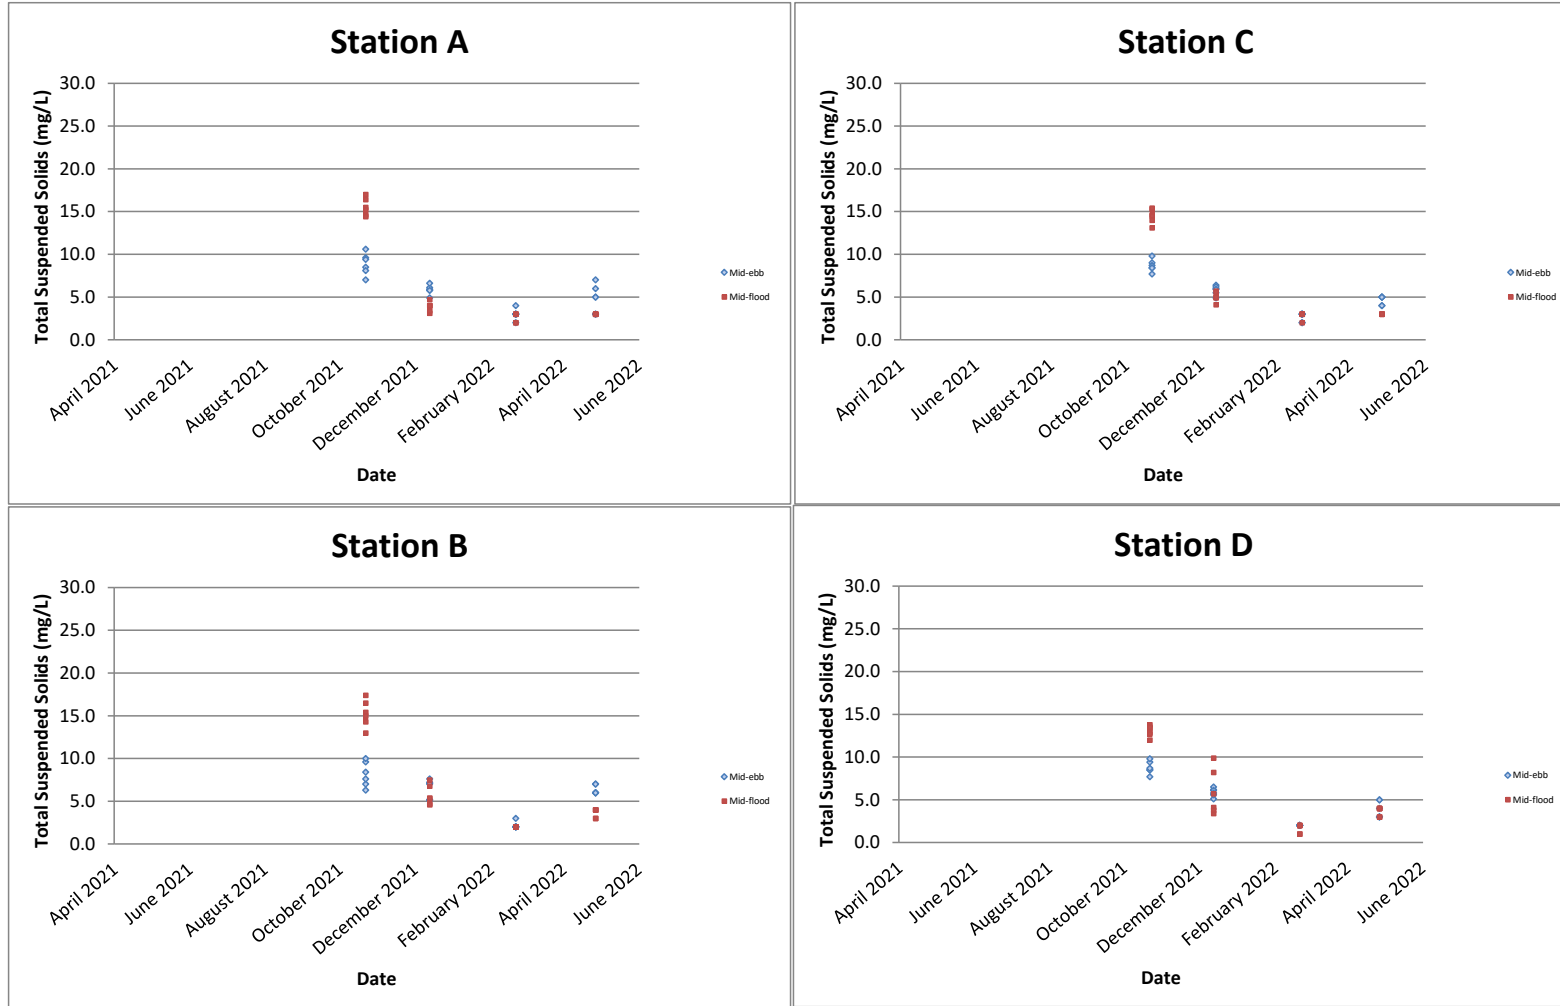 Station A
Total Suspended Solids (mg/L)
30.0
25.0
20.0
15.0
10.0
5.0
0.0
April 2021
June 2021
August 2021
October 2021
December 2021
February 2022
April 2022
June 2022
Date
Mid-ebb
Mid-flood
Station C
Total Suspended Solids (mg/L)
30.0
25.0
20.0
15.0
10.0
5.0
0.0
April 2021
June 2021
August 2021
October 2021
December 2021
February 2022
April 2022
June 2022
Date
Mid-ebb
Mid-flood
Station B
Total Suspended Solids (mg/L)
30.0
25.0
20.0
15.0
10.0
5.0
0.0
April 2021
June 2021
August 2021
October 2021
December 2021
February 2022
April 2022
June 2022
Date
Mid-ebb
Mid-flood
Station D
Total Suspended Solids (mg/L)
30.0
25.0
20.0
15.0
10.0
5.0
0.0
April 2021
June 2021
August 2021
October 2021
December 2021
February 2022
April 2022
June 2022
Date
Mid-ebb
Mid-flood